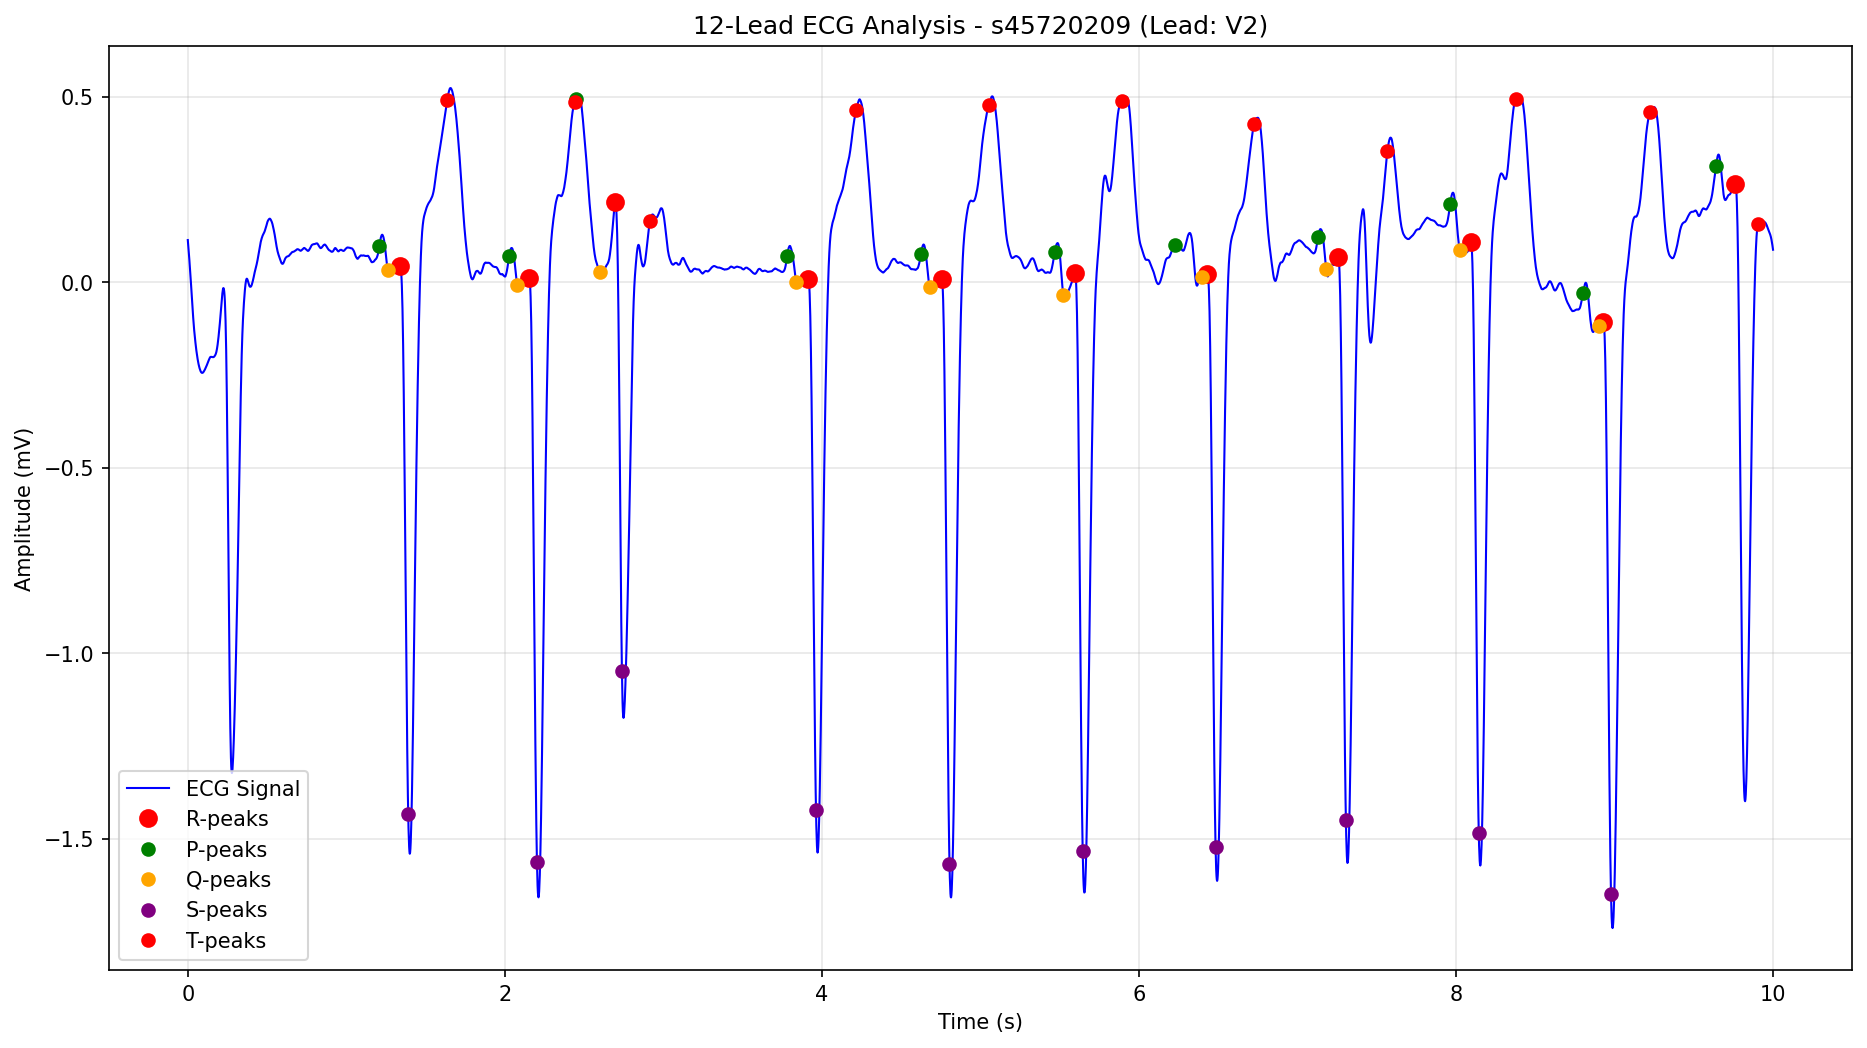 12-Lead ECG Analysis - s45720209 (Lead: V2)
Amplitude (mV)
0.5
0.0
−0.5
−1.0
−1.5
ECG Signal
R-peaks
P-peaks
Q-peaks
S-peaks
T-peaks
0 2 4 6 8 10
Time (s)